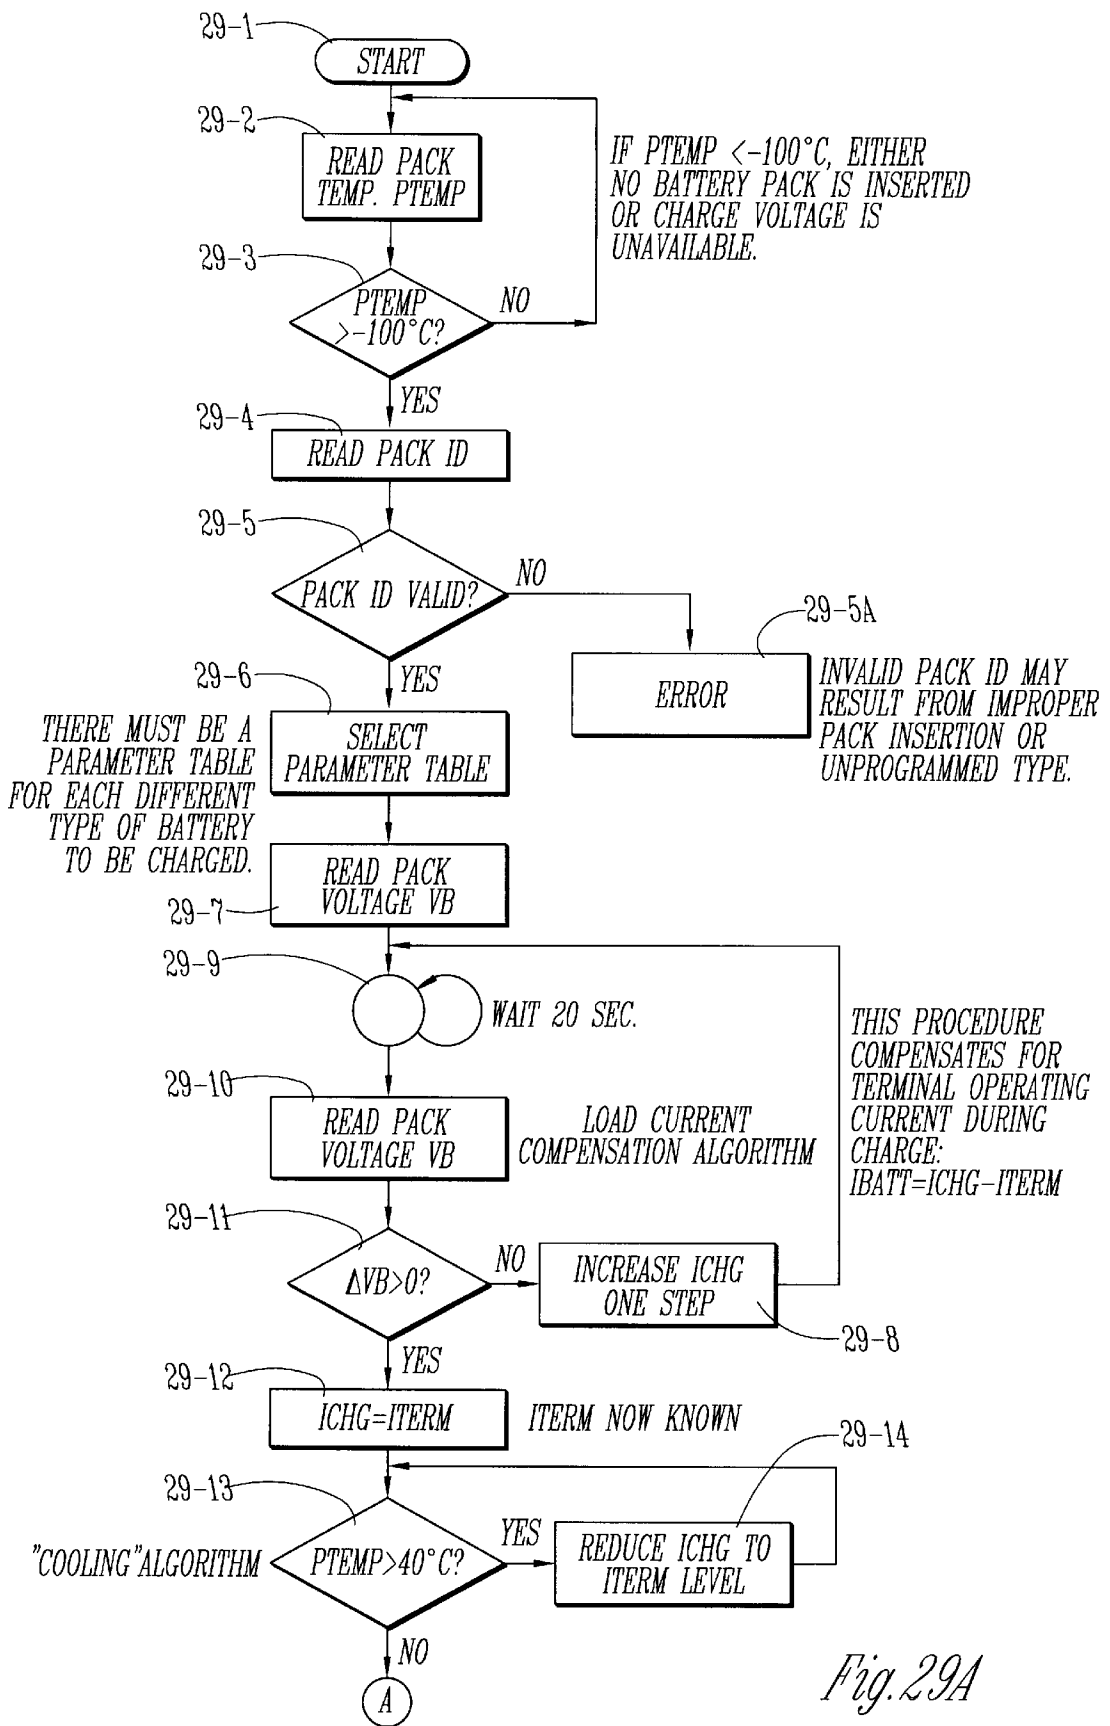 29-1
START
29-2
READ PACK
TEMP. PTEMP
IF PTEMP <-100°C, EITHER
NO BATTERY PACK IS INSERTED
OR CHARGE VOLTAGE IS
UNAVAILABLE.
29-3
PTEMP
>-100°C?
NO
YES
29-4
READ PACK ID
29-5
PACK ID VALID?
NO
29-5A
ERROR
INVALID PACK ID MAY
RESULT FROM IMPROPER
PACK INSERTION OR
UNPROGRAMMED TYPE.
YES
29-6
SELECT
PARAMETER TABLE
THERE MUST BE A
PARAMETER TABLE
FOR EACH DIFFERENT
TYPE OF BATTERY
TO BE CHARGED.
READ PACK
VOLTAGE VB
29-7
29-9
WAIT 20 SEC.
THIS PROCEDURE
COMPENSATES FOR
TERMINAL OPERATING
CURRENT DURING
CHARGE:
IBATT=ICHG-ITERM
29-10
READ PACK
VOLTAGE VB
LOAD CURRENT
COMPENSATION ALGORITHM
29-11
ΔVB>0?
NO
INCREASE ICHG
ONE STEP
29-8
YES
29-12
ICHG=ITERM
ITERM NOW KNOWN
29-14
29-13
"COOLING"ALGORITHM
PTEMP>40°C?
YES
REDUCE ICHG TO
ITERM LEVEL
NO
A
Fig.29A